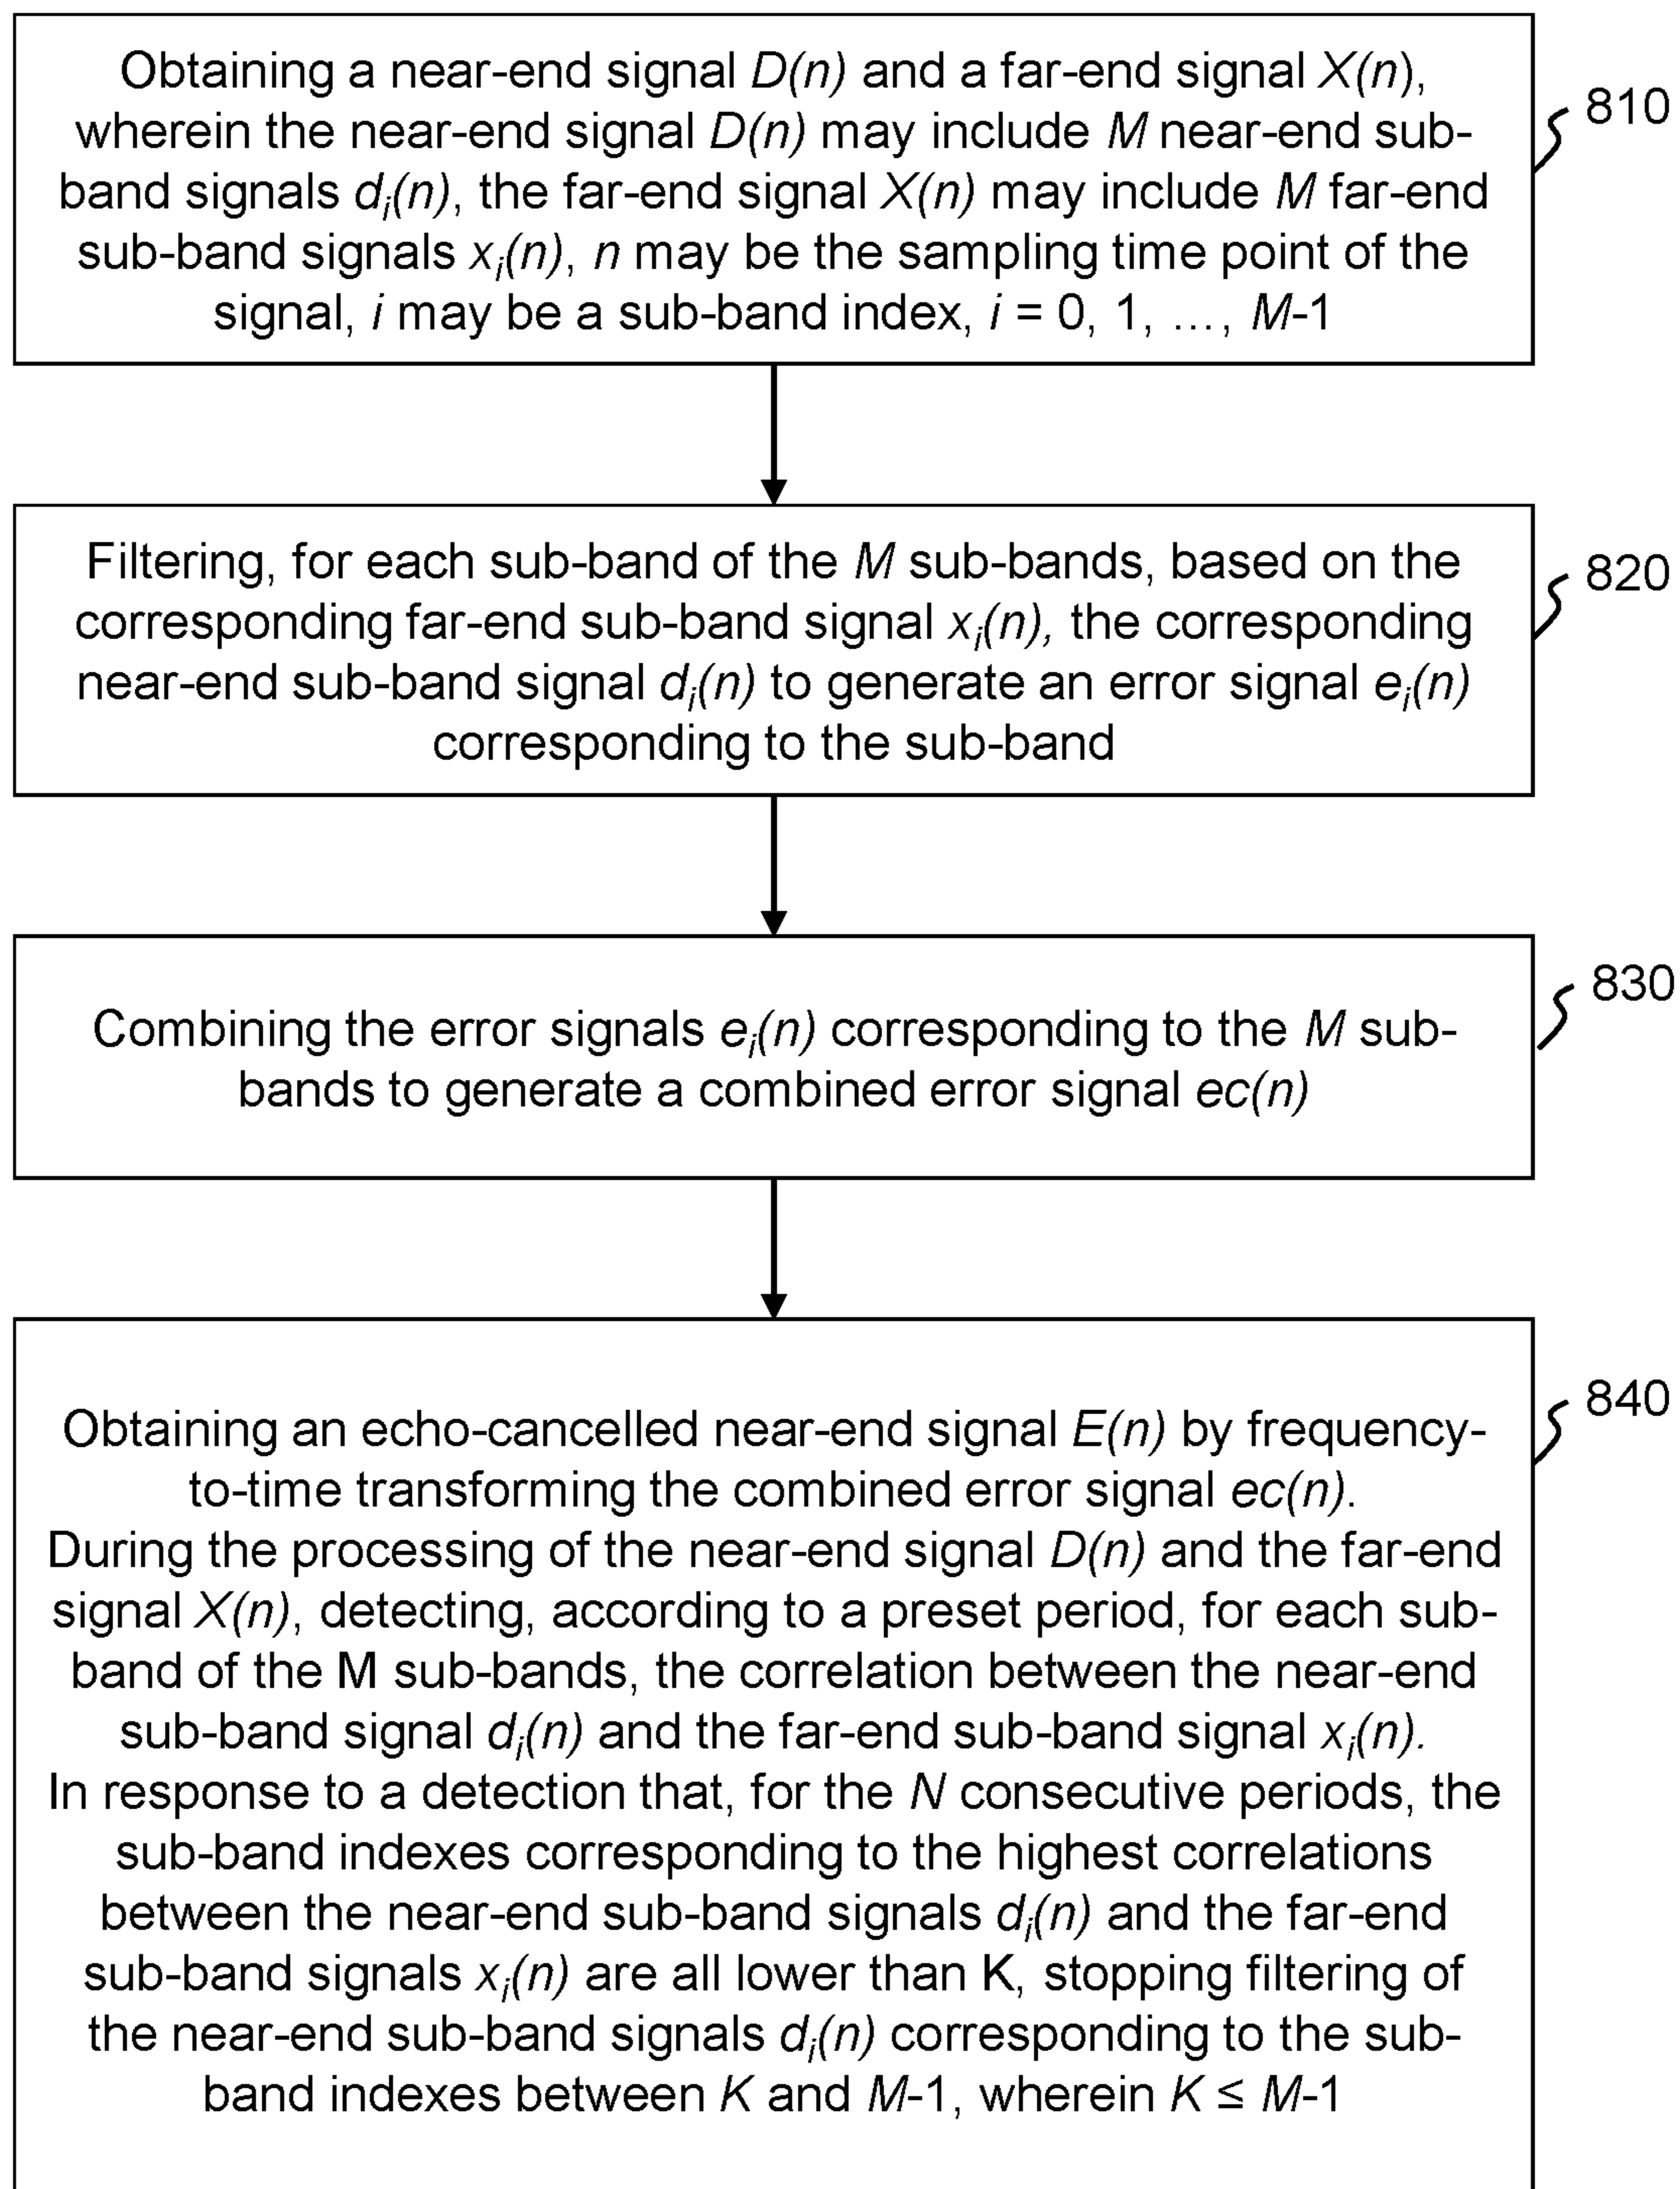 Obtaining a near-end signal D(n) and a far-end signal X(n),
wherein the near-end signal D(n) may include M near-end sub-
band signals dᵢ(n), the far-end signal X(n) may include M far-end
sub-band signals xᵢ(n), n may be the sampling time point of the
signal, i may be a sub-band index, i = 0, 1, ..., M-1
810
Filtering, for each sub-band of the M sub-bands, based on the
corresponding far-end sub-band signal xᵢ(n), the corresponding
near-end sub-band signal dᵢ(n) to generate an error signal eᵢ(n)
corresponding to the sub-band
820
Combining the error signals eᵢ(n) corresponding to the M sub-
bands to generate a combined error signal ec(n)
830
Obtaining an echo-cancelled near-end signal E(n) by frequency-
to-time transforming the combined error signal ec(n).
During the processing of the near-end signal D(n) and the far-end
signal X(n), detecting, according to a preset period, for each sub-
band of the M sub-bands, the correlation between the near-end
sub-band signal dᵢ(n) and the far-end sub-band signal xᵢ(n).
In response to a detection that, for the N consecutive periods, the
sub-band indexes corresponding to the highest correlations
between the near-end sub-band signals dᵢ(n) and the far-end
sub-band signals xᵢ(n) are all lower than K, stopping filtering of
the near-end sub-band signals dᵢ(n) corresponding to the sub-
band indexes between K and M-1, wherein K ≤ M-1
840